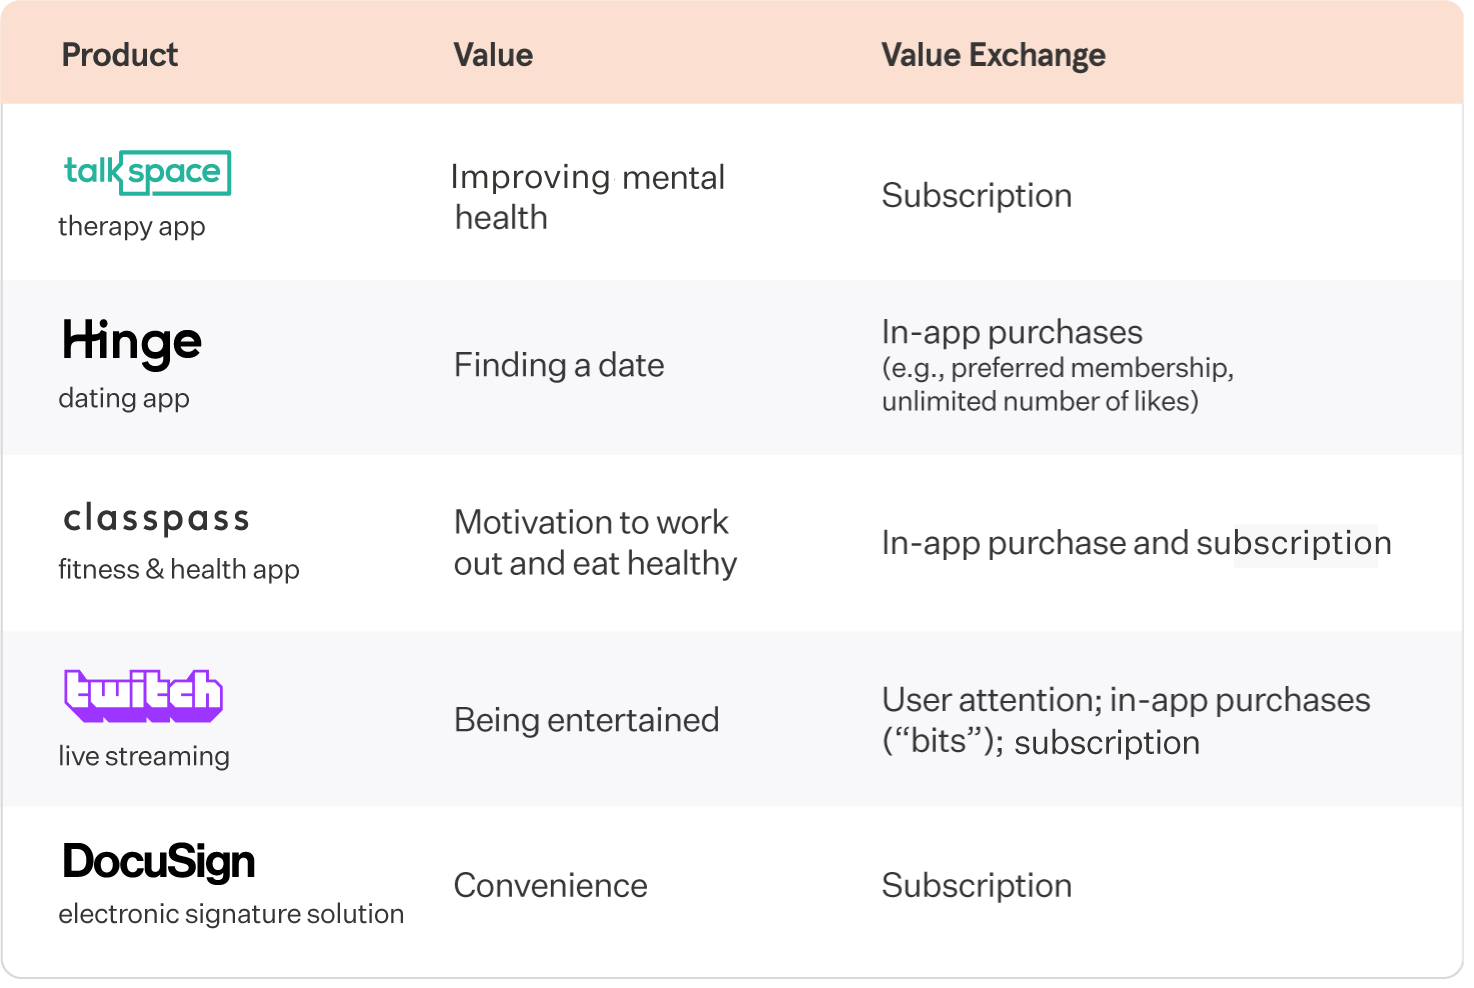 Product Value Value Exchange
talkspace
therapy app
Improving mental
health
Subscription
Hinge
dating app
Finding a date
In-app purchases
(e.g., preferred membership,
unlimited number of likes)
classpass
fitness & health app
Motivation to work
out and eat healthy
In-app purchase and subscription
twitch
live streaming
Being entertained
User attention; in-app purchases
(“bits”); subscription
DocuSign
electronic signature solution
Convenience
Subscription